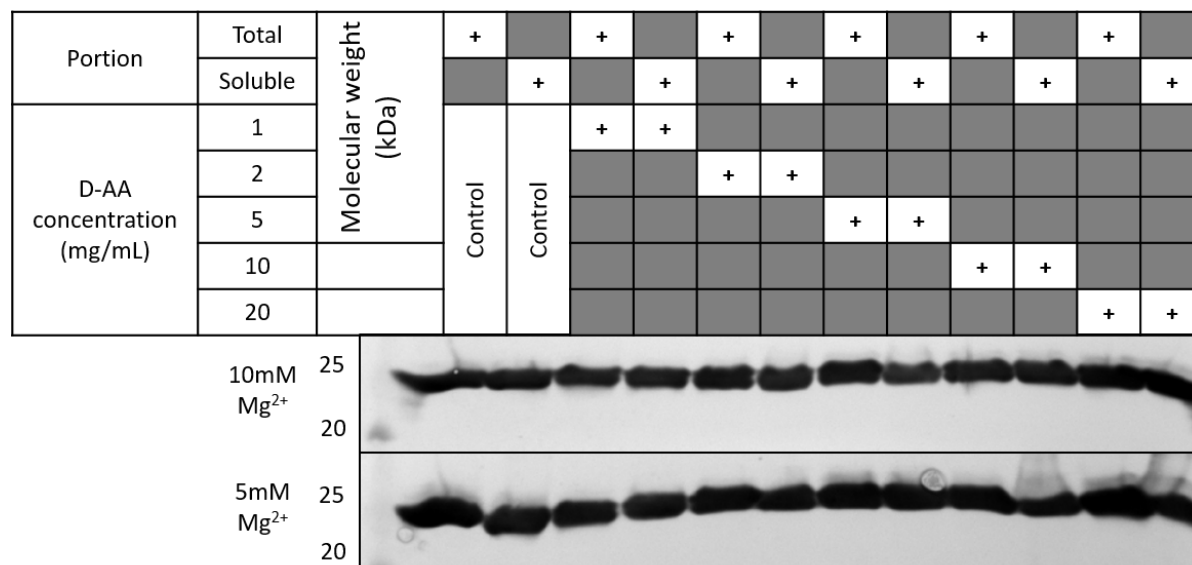 Portion Total Molecular weight (kDa) + + + + + +
Soluble + + + + + +
D-AA concentration (mg/mL) 1 Control Control + +
2 + +
5 + +
10 + +
20 + +
10mM Mg²⁺ 25
20
5mM Mg²⁺ 25
20